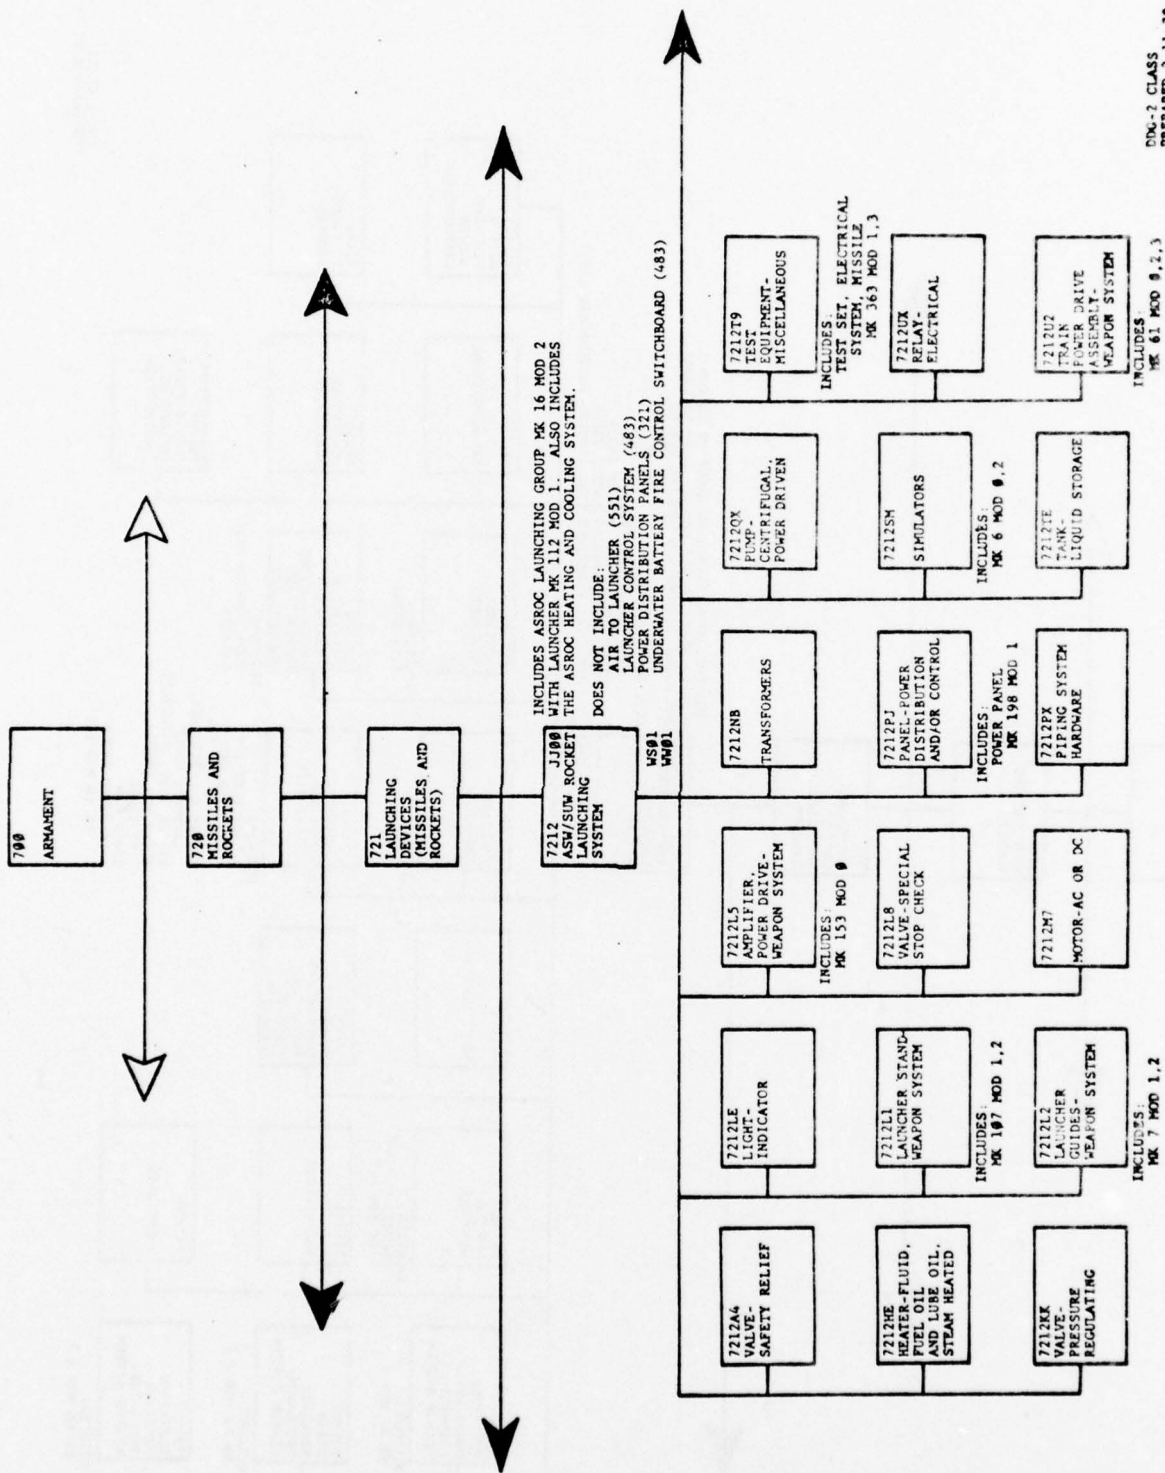 700
ARMAMENT
720
MISSILES AND
ROCKETS
721
LAUNCHING
DEVICES
(MISSILES AND
ROCKETS)
7212 JJ00
ASW/SUW ROCKET
LAUNCHING
SYSTEM
INCLUDES ASROC LAUNCHING GROUP MK 16 MOD 2
WITH LAUNCHER MK 112 MOD 1. ALSO INCLUDES
THE ASROC HEATING AND COOLING SYSTEM.
DOES NOT INCLUDE:
AIR TO LAUNCHER (551)
LAUNCHER CONTROL SYSTEM (483)
POWER DISTRIBUTION PANELS (321)
UNDERWATER BATTERY FIRE CONTROL SWITCHBOARD (483)
WS01
WW01
7212A4
VALVE-
SAFETY RELIEF
7212HE
HEATER-FLUID,
FUEL OIL
AND LUBE OIL,
STEAM HEATED
7212KK
VALVE-
PRESSURE
REGULATING
7212LE
LIGHT-
INDICATOR
7212L1
LAUNCHER STAND-
WEAPON SYSTEM
INCLUDES:
MK 107 MOD 1,2
7212L2
LAUNCHER
GUIDES-
WEAPON SYSTEM
INCLUDES:
MK 7 MOD 1,2
7212L5
AMPLIFIER,
POWER DRIVE-
WEAPON SYSTEM
INCLUDES:
MK 153 MOD 0
7212L8
VALVE-SPECIAL
STOP CHECK
7212M7
MOTOR-AC OR DC
7212NB
TRANSFORMERS
7212PJ
PANEL-POWER
DISTRIBUTION
AND/OR CONTROL
INCLUDES:
POWER PANEL
MK 198 MOD 1
7212PX
PIPING SYSTEM
HARDWARE
7212QX
PUMP-
CENTRIFUGAL,
POWER DRIVEN
7212SM
SIMULATORS
INCLUDES:
MK 6 MOD 0,2
7212TE
TANK-
LIQUID STORAGE
7212T9
TEST
EQUIPMENT-
MISCELLANEOUS
INCLUDES:
TEST SET, ELECTRICAL
SYSTEM, MISSILE
MK 363 MOD 1,3
7212UX
RELAY-
ELECTRICAL
7212U2
TRAIN
POWER DRIVE
ASSEMBLY-
WEAPON SYSTEM
INCLUDES:
MK 61 MOD 0,2,3
DDG-2 CLASS
PREPARED